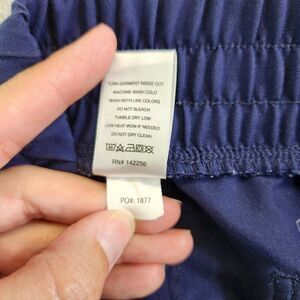 TURN GARMENT INSIDE OUT
MACHINE WASH COLD
WASH WITH LIKE COLORS
DO NOT BLEACH
TUMBLE DRY LOW
LOW HEAT IRON IF NEEDED
DO NOT DRY CLEAN
RN# 142256
PO#: 1877